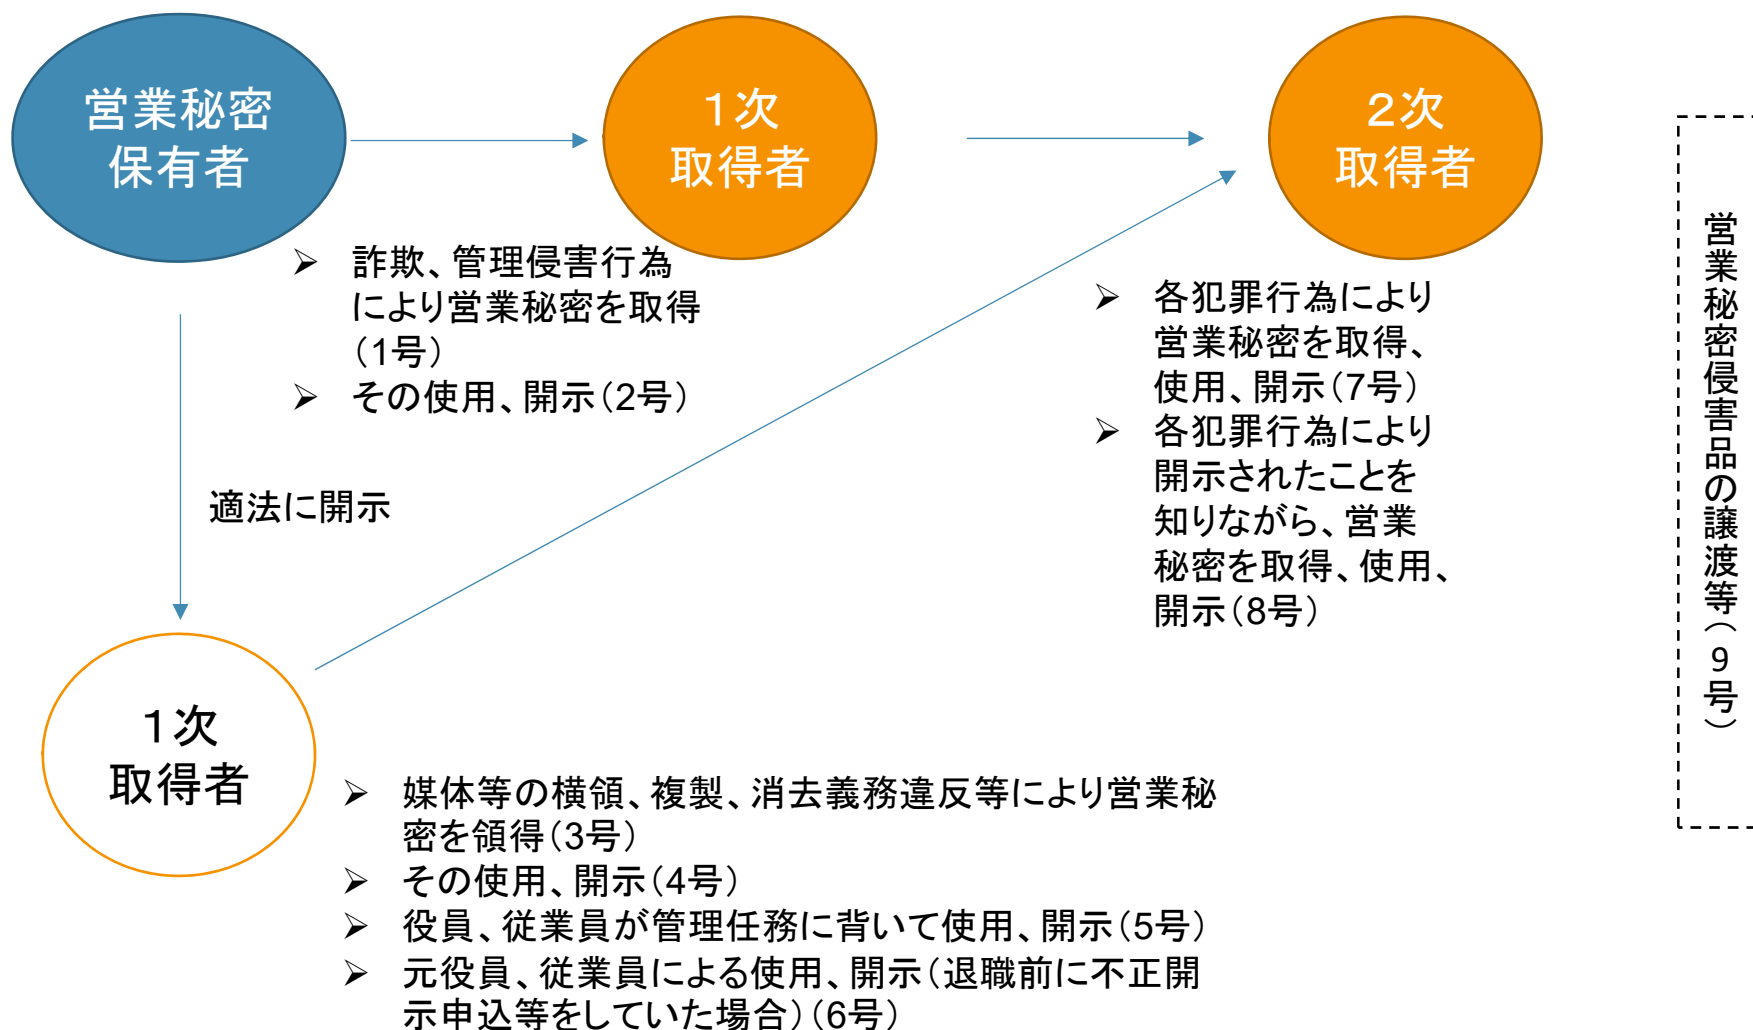 営業秘密
保有者
１次
取得者
２次
取得者
➢ 詐欺、管理侵害行為
により営業秘密を取得
（1号）
➢ その使用、開示（2号）
➢ 各犯罪行為により
営業秘密を取得、
使用、開示（7号）
➢ 各犯罪行為により
開示されたことを
知りながら、営業
秘密を取得、使用、
開示（8号）
適法に開示
１次
取得者
➢ 媒体等の横領、複製、消去義務違反等により営業秘
密を領得（3号）
➢ その使用、開示（4号）
➢ 役員、従業員が管理任務に背いて使用、開示（5号）
➢ 元役員、従業員による使用、開示（退職前に不正開
示申込等をしていた場合）（6号）
営業秘密侵害品の譲渡等（9号）